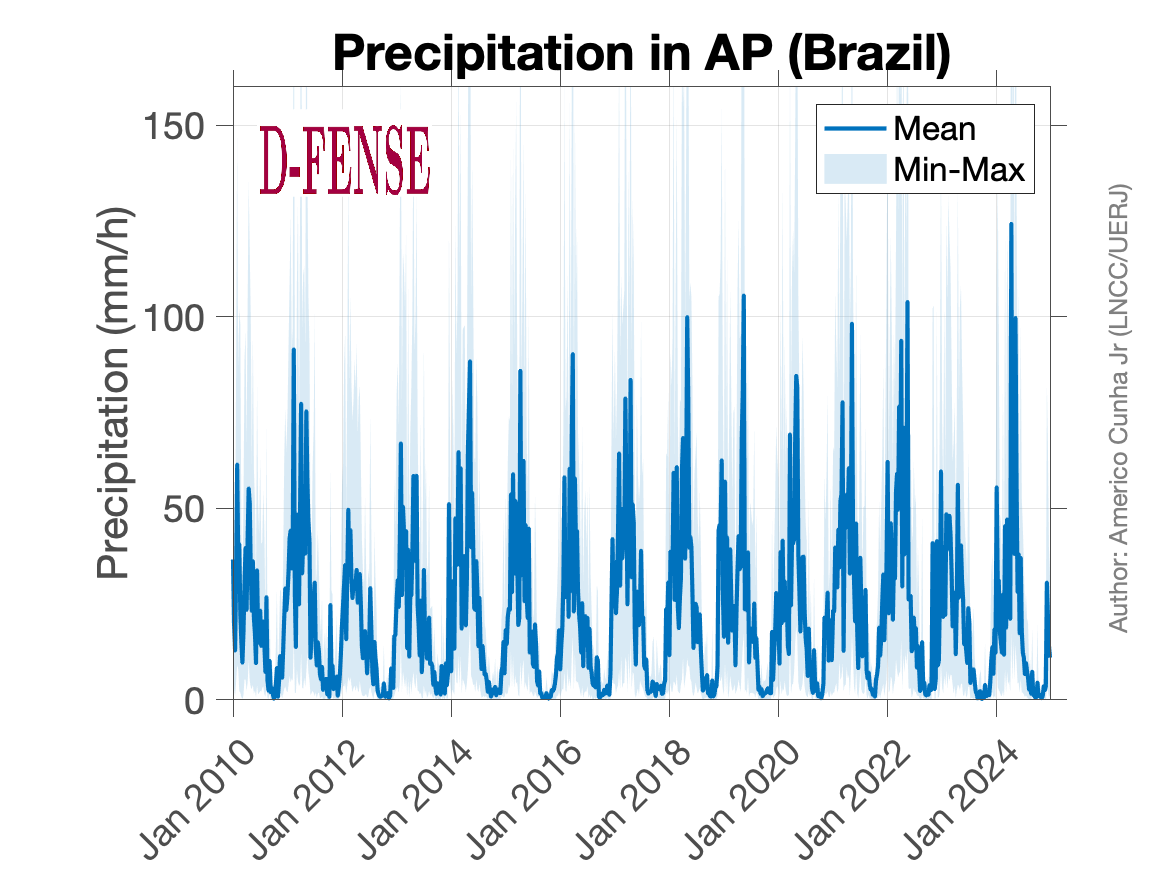 Precipitation in AP (Brazil)
D-FENSE
Mean
Min-Max
150
100
50
0
Precipitation (mm/h)
Jan 2010
Jan 2012
Jan 2014
Jan 2016
Jan 2018
Jan 2020
Jan 2022
Jan 2024
Author: Americo Cunha Jr (LNCC/UERJ)